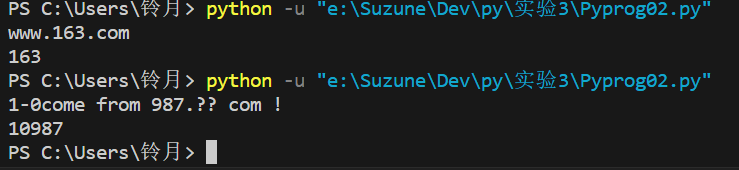 PS C:\Users\铃月> python -u "e:\Suzune\Dev\py\实验3\Pyprog02.py"
www.163.com
163
PS C:\Users\铃月> python -u "e:\Suzune\Dev\py\实验3\Pyprog02.py"
1-0come from 987.?? com !
10987
PS C:\Users\铃月>